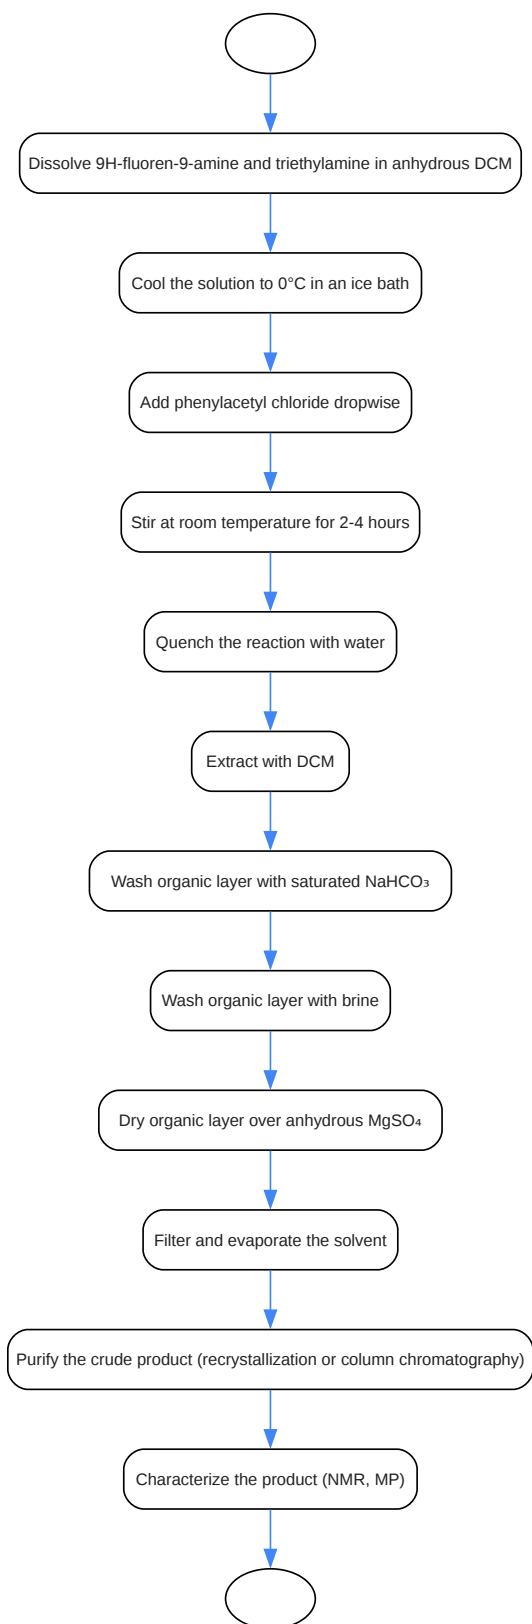 Dissolve 9H-fluoren-9-amine and triethylamine in anhydrous DCM
Cool the solution to 0°C in an ice bath
Add phenylacetyl chloride dropwise
Stir at room temperature for 2-4 hours
Quench the reaction with water
Extract with DCM
Wash organic layer with saturated NaHCO₃
Wash organic layer with brine
Dry organic layer over anhydrous MgSO₄
Filter and evaporate the solvent
Purify the crude product (recrystallization or column chromatography)
Characterize the product (NMR, MP)